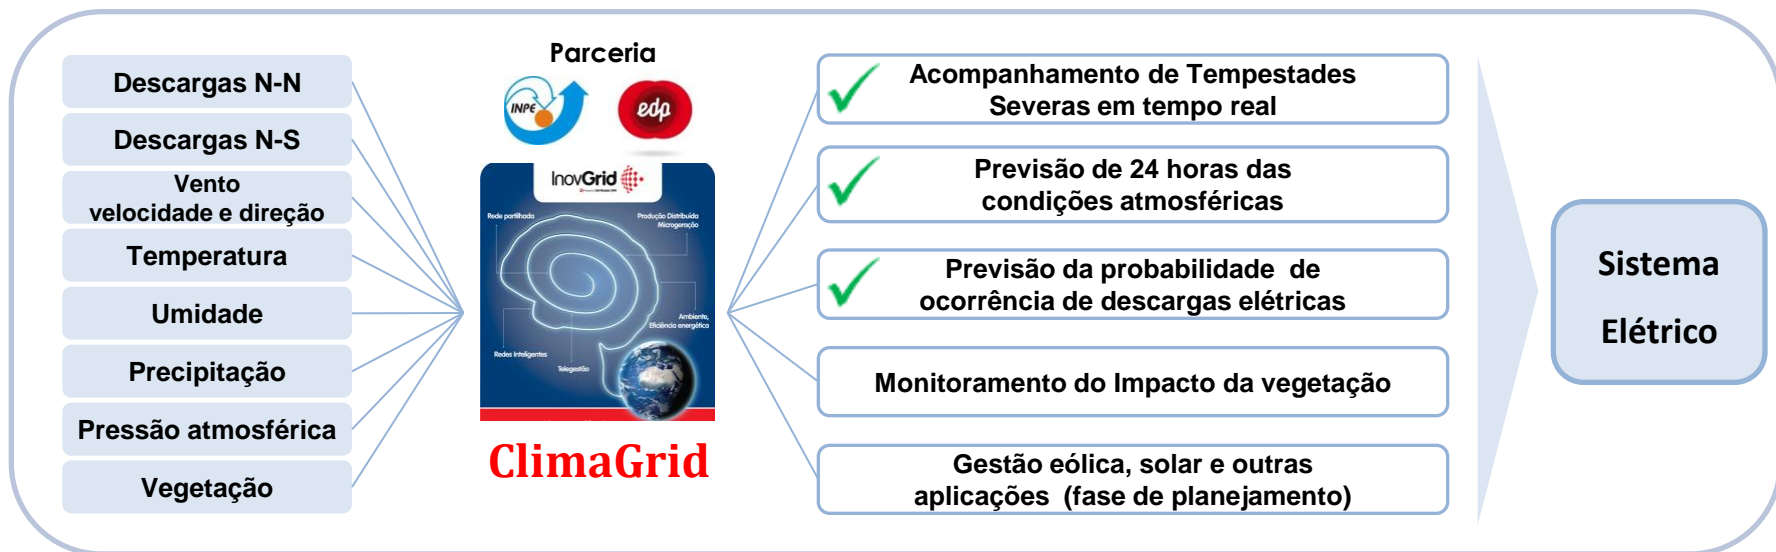 Descargas N-N
Descargas N-S
Vento
velocidade e direção
Temperatura
Umidade
Precipitação
Pressão atmosférica
Vegetação
Parceria
INPE
edp
InovGrid
Rede partilhada
Produção Distribuída
Microgeração
Ambiente,
Eficiência energética
Redes Inteligentes
Telegestão
ClimaGrid
Acompanhamento de Tempestades
Severas em tempo real
Previsão de 24 horas das
condições atmosféricas
Previsão da probabilidade de
ocorrência de descargas elétricas
Monitoramento do Impacto da vegetação
Gestão eólica, solar e outras
aplicações (fase de planejamento)
Sistema
Elétrico